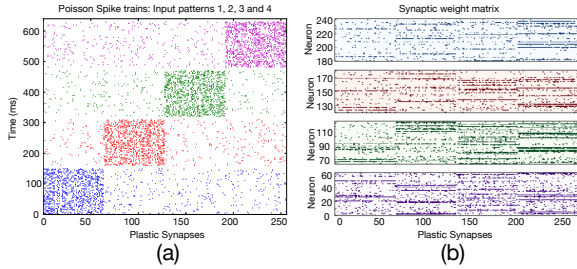 Poisson Spike trains: Input patterns 1, 2, 3 and 4
600
500
400
300
200
100
0
Time (ms)
0 50 100 150 200 250
Plastic Synapses
(a)
Synaptic weight matrix
240
220
200
180
Neuron
170
150
130
Neuron
110
90
70
Neuron
60
40
20
0
Neuron
0 50 100 150 200 250
Plastic Synapses
(b)